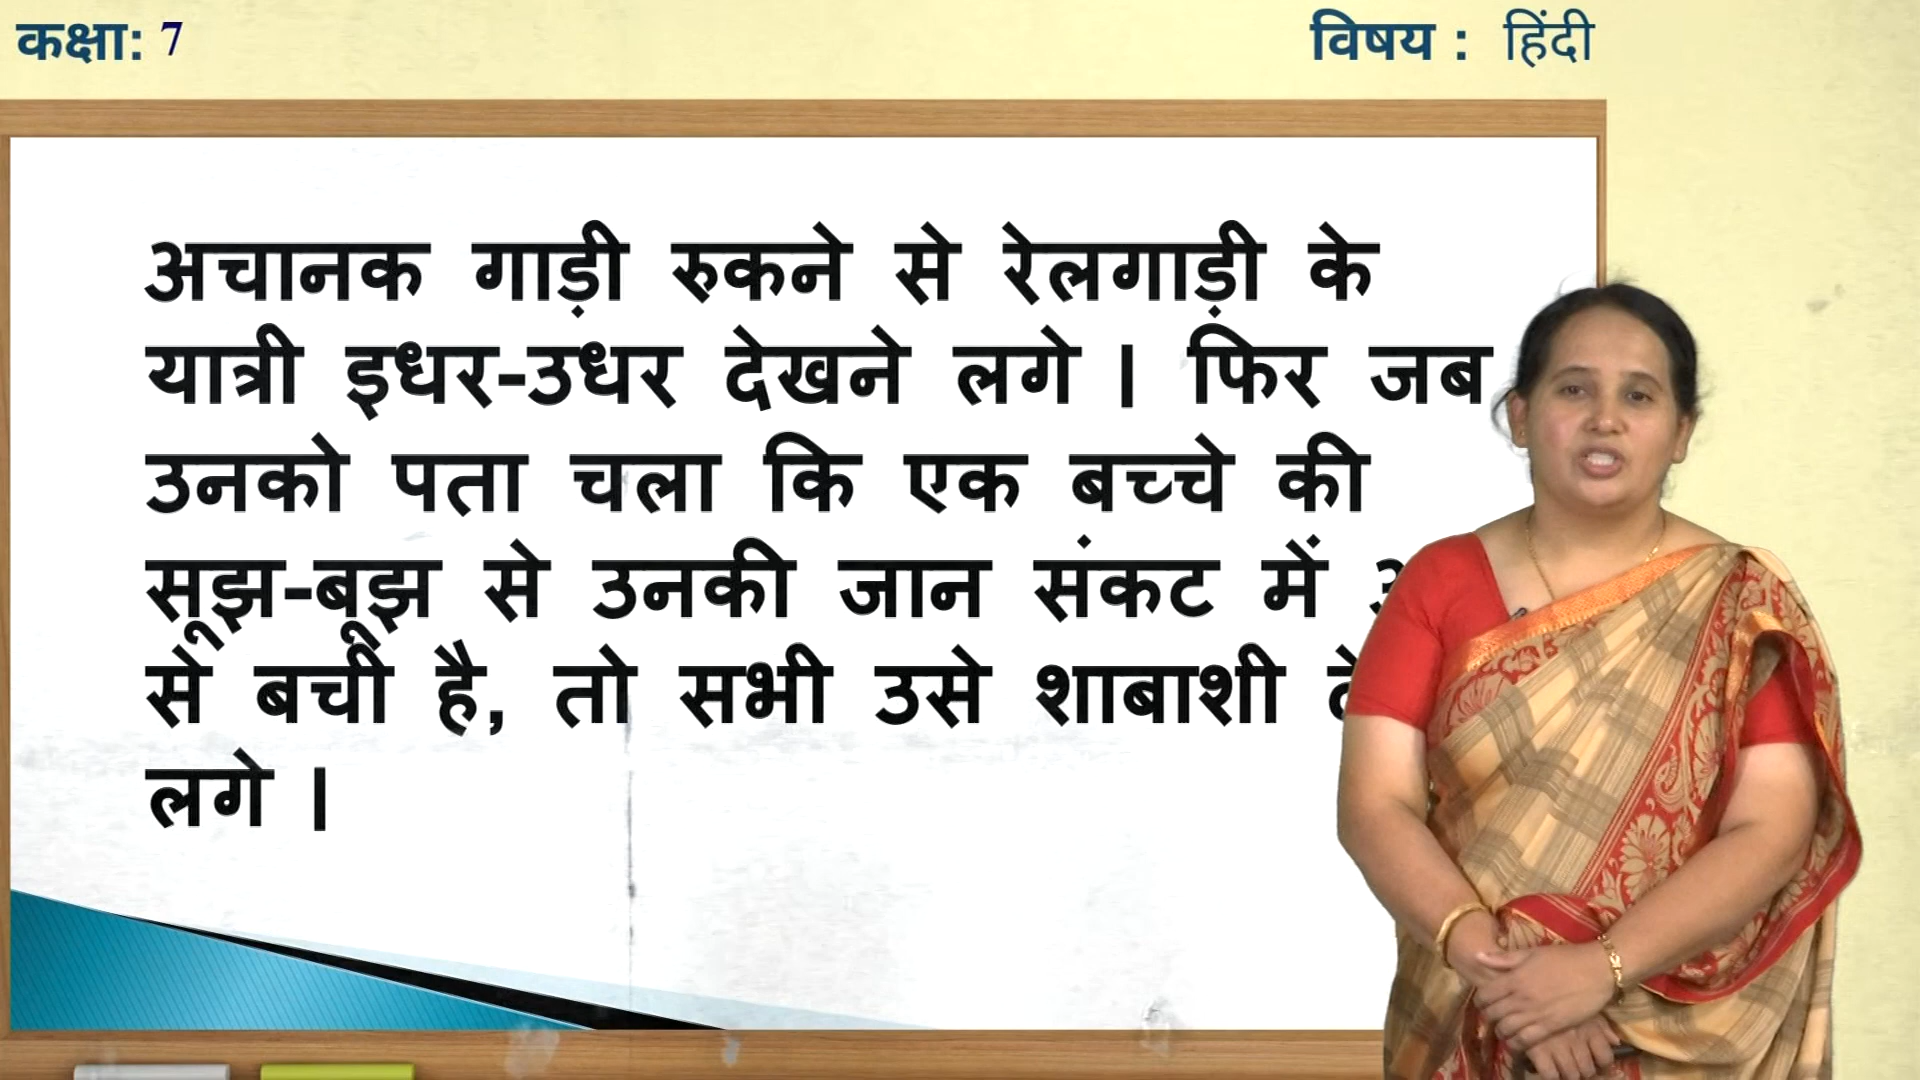 कक्षा: 7
विषय : हिंदी
अचानक गाड़ी रुकने से रेलगाड़ी के
यात्री इधर-उधर देखने लगे । फिर जब
उनको पता चला कि एक बच्चे की
सूझ-बूझ से उनकी जान संकट में
से बची है, तो सभी उसे शाबाशी
लगे ।